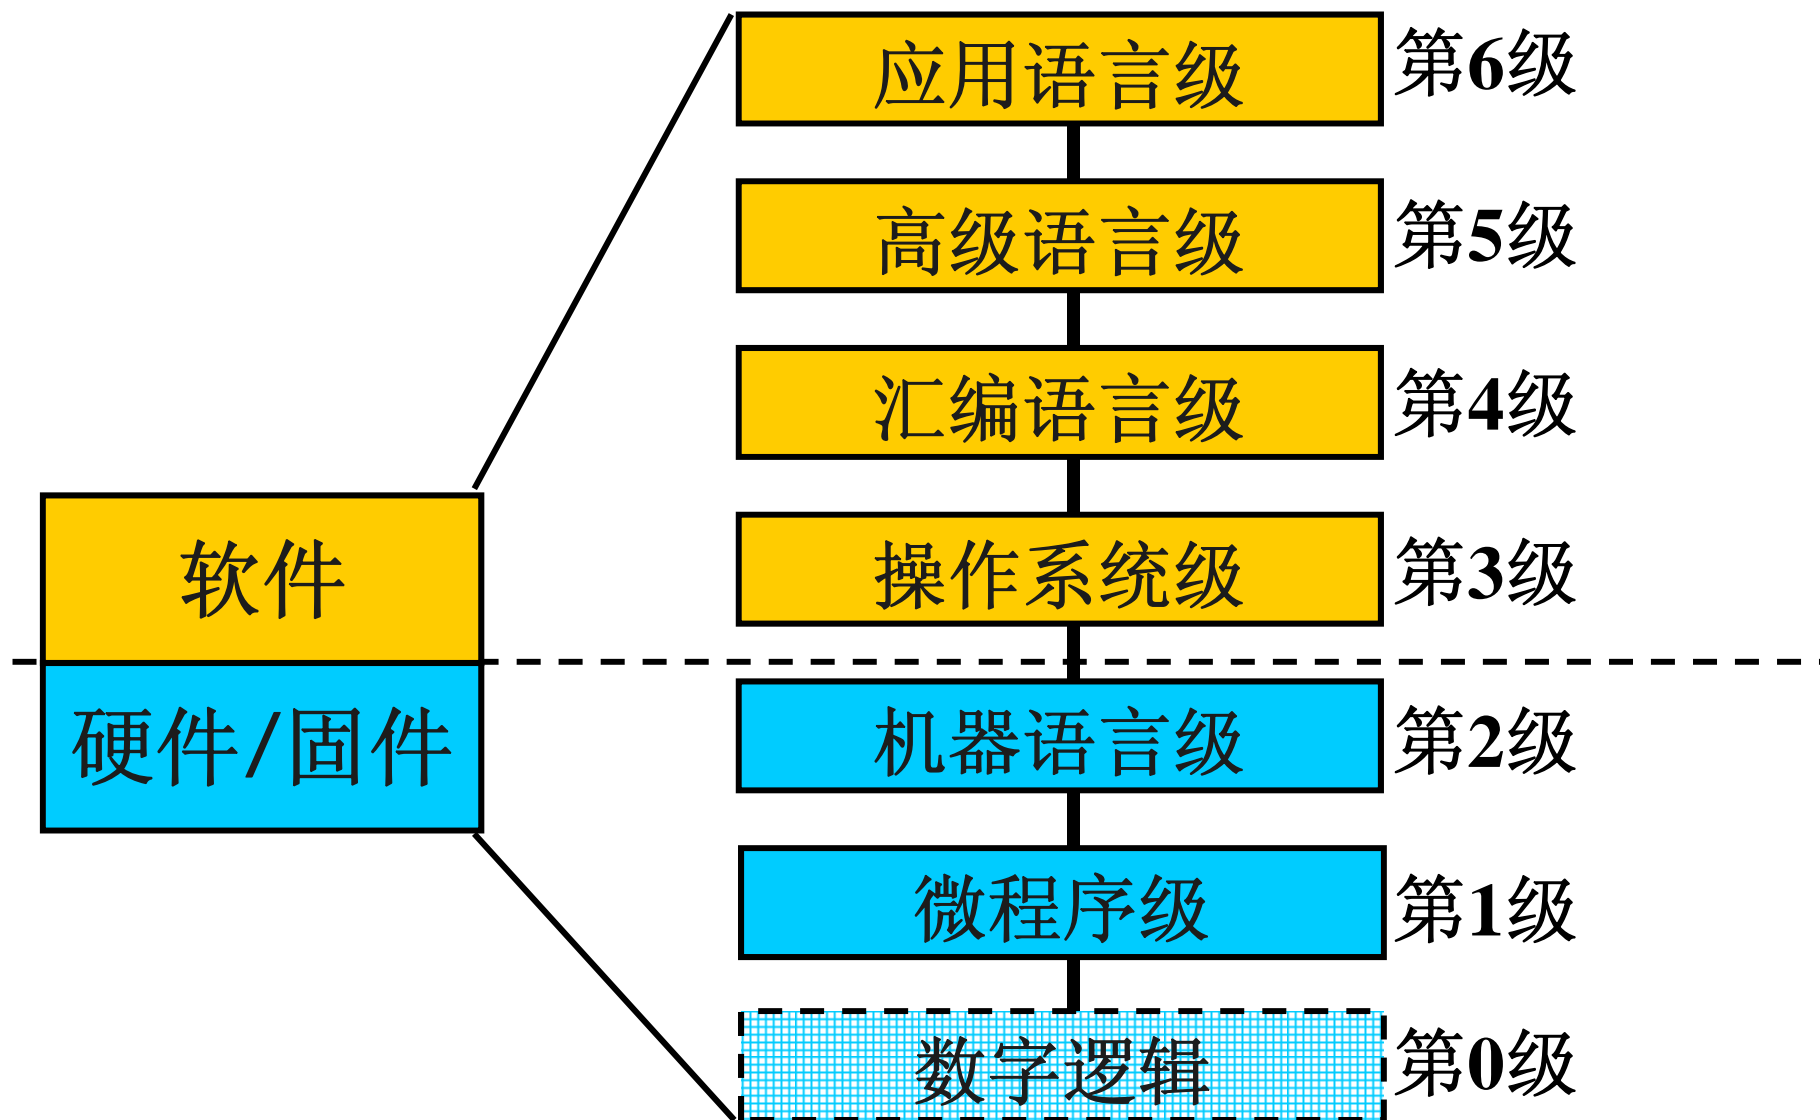 应用语言级 第6级
高级语言级 第5级
汇编语言级 第4级
软件
操作系统级 第3级
硬件/固件
机器语言级 第2级
微程序级 第1级
数字逻辑 第0级